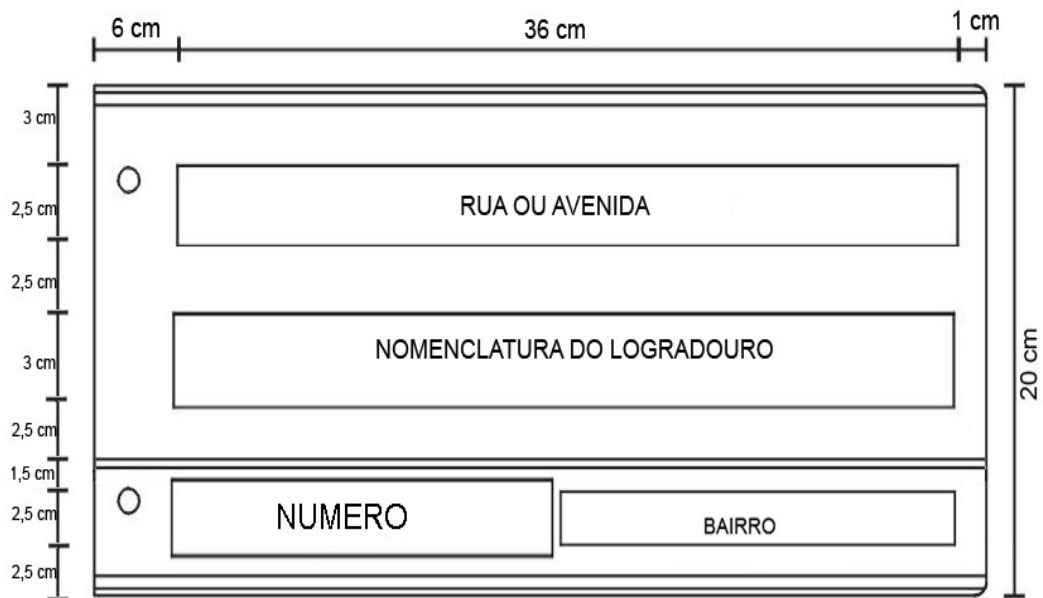 6 cm 36 cm 1 cm
3 cm
2,5 cm
RUA OU AVENIDA
2,5 cm
3 cm
NOMENCLATURA DO LOGRADOURO
20 cm
2,5 cm
1,5 cm
2,5 cm
NUMERO
BAIRRO
2,5 cm